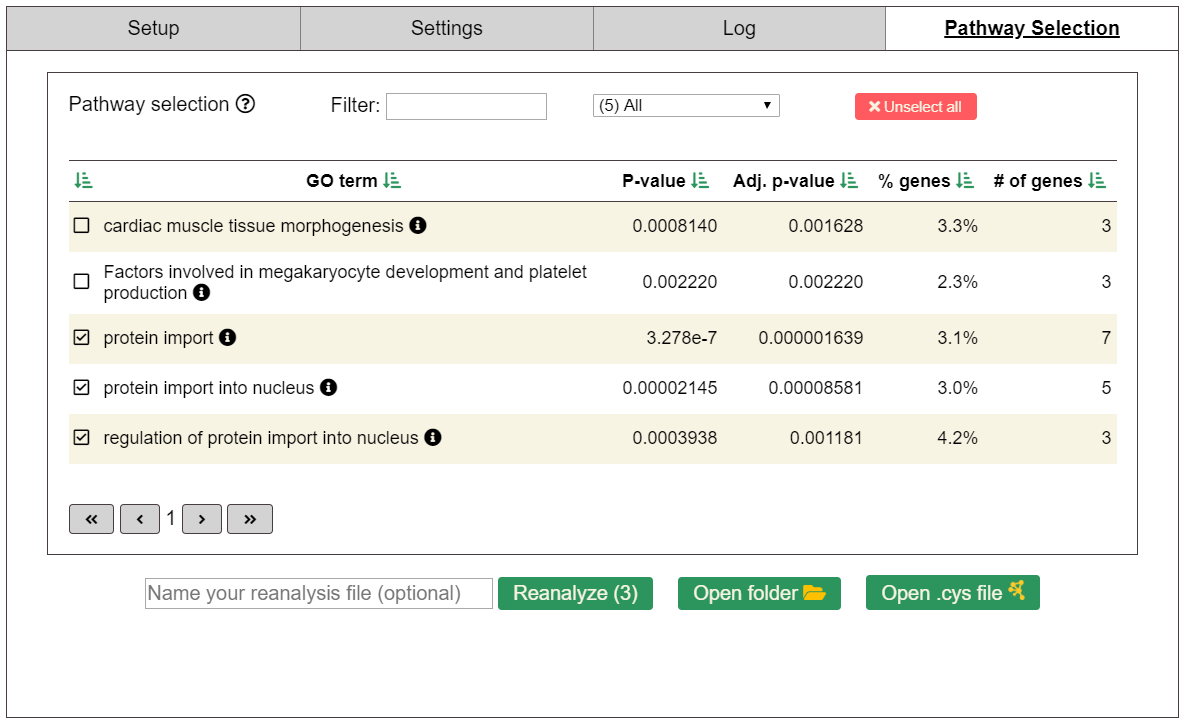 Setup Settings Log Pathway Selection
Pathway selection Filter: (5) All Unselect all
GO term P-value Adj. p-value % genes # of genes
cardiac muscle tissue morphogenesis 0.0008140 0.001628 3.3% 3
Factors involved in megakaryocyte development and platelet
production 0.002220 0.002220 2.3% 3
protein import 3.278e-7 0.000001639 3.1% 7
protein import into nucleus 0.00002145 0.00008581 3.0% 5
regulation of protein import into nucleus 0.0003938 0.001181 4.2% 3
« ‹ 1 › »
Name your reanalysis file (optional) Reanalyze (3) Open folder Open .cys file